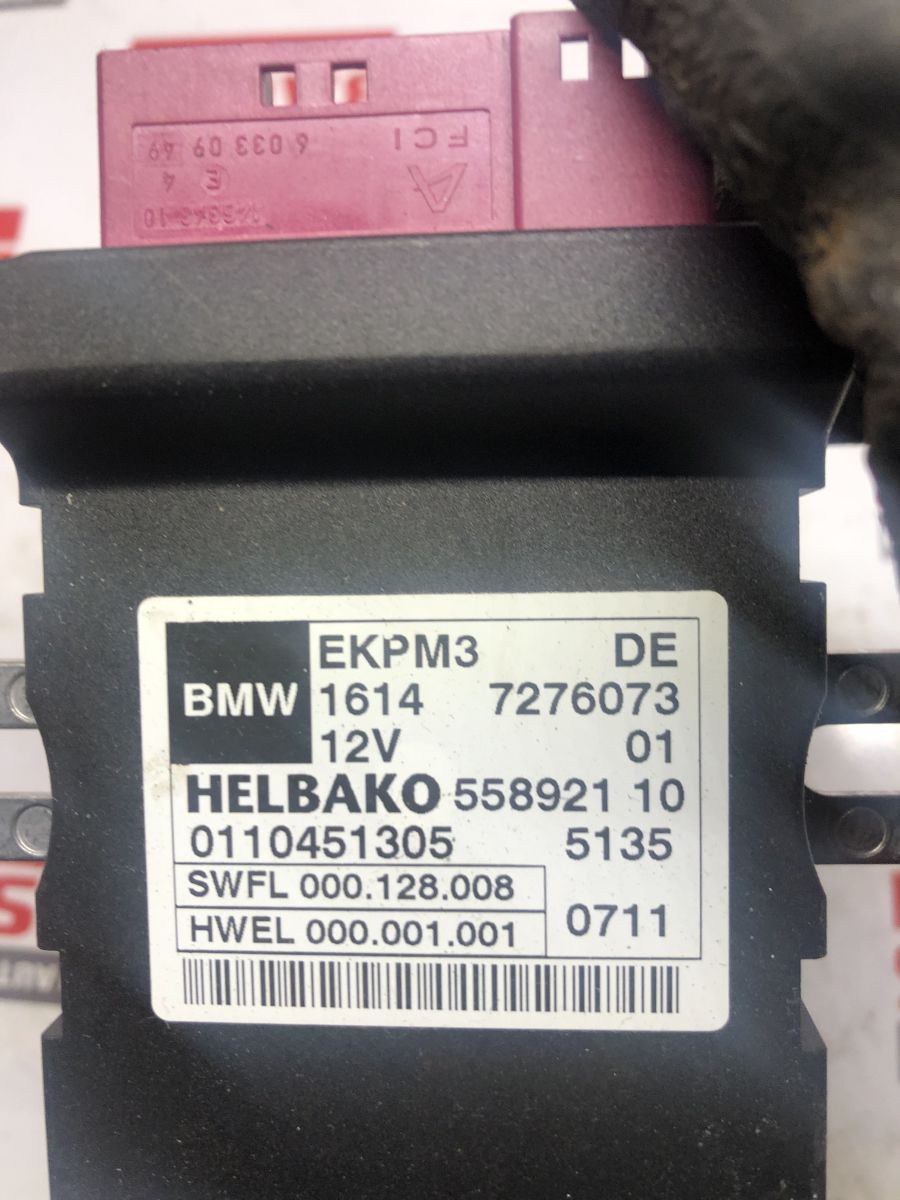 FCI
6 033 09 49
A
E 4
EKPM3 DE
BMW 1614 7276073
12V 01
HELBAKO 558921 10
0110451305 5135
SWFL 000.128.008
HWEL 000.001.001 0711